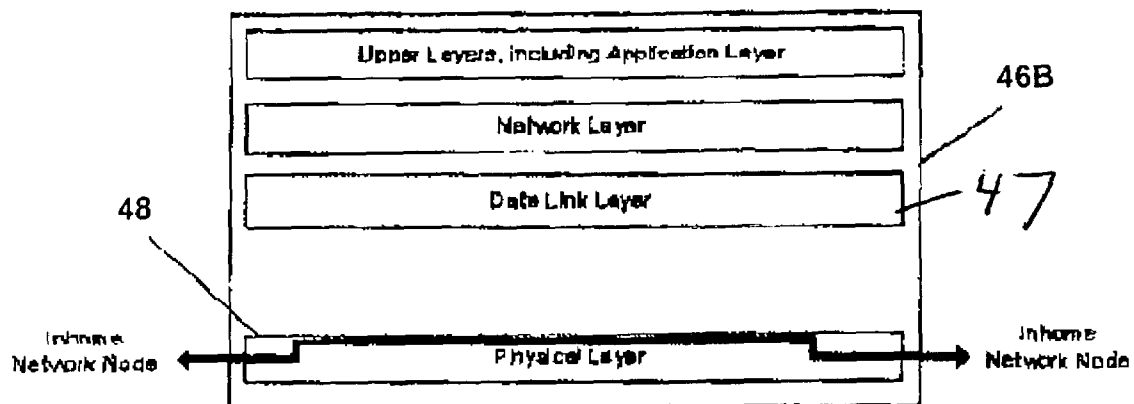 Upper Layers, including Application Layer
46B
Network Layer
Data Link Layer
47
48
Inhome
Network Node
Physical Layer
Inhome
Network Node